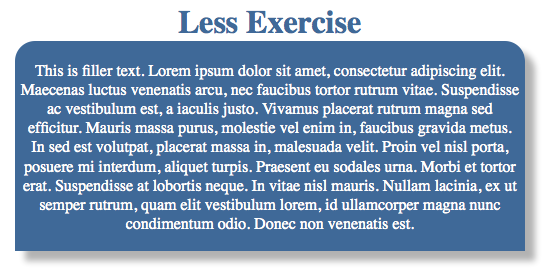 Less Exercise
This is filler text. Lorem ipsum dolor sit amet, consectetur adipiscing elit.
Maecenas luctus venenatis arcu, nec faucibus tortor rutrum vitae. Suspendisse
ac vestibulum est, a iaculis justo. Vivamus placerat rutrum magna sed
efficitur. Mauris massa purus, molestie vel enim in, faucibus gravida metus.
In sed est volutpat, placerat massa in, malesuada velit. Proin vel nisl porta,
posuere mi interdum, aliquet turpis. Praesent eu sodales urna. Morbi et tortor
erat. Suspendisse at lobortis neque. In vitae nisl mauris. Nullam lacinia, ex ut
semper rutrum, quam elit vestibulum lorem, id ullamcorper magna nunc
condimentum odio. Donec non venenatis est.